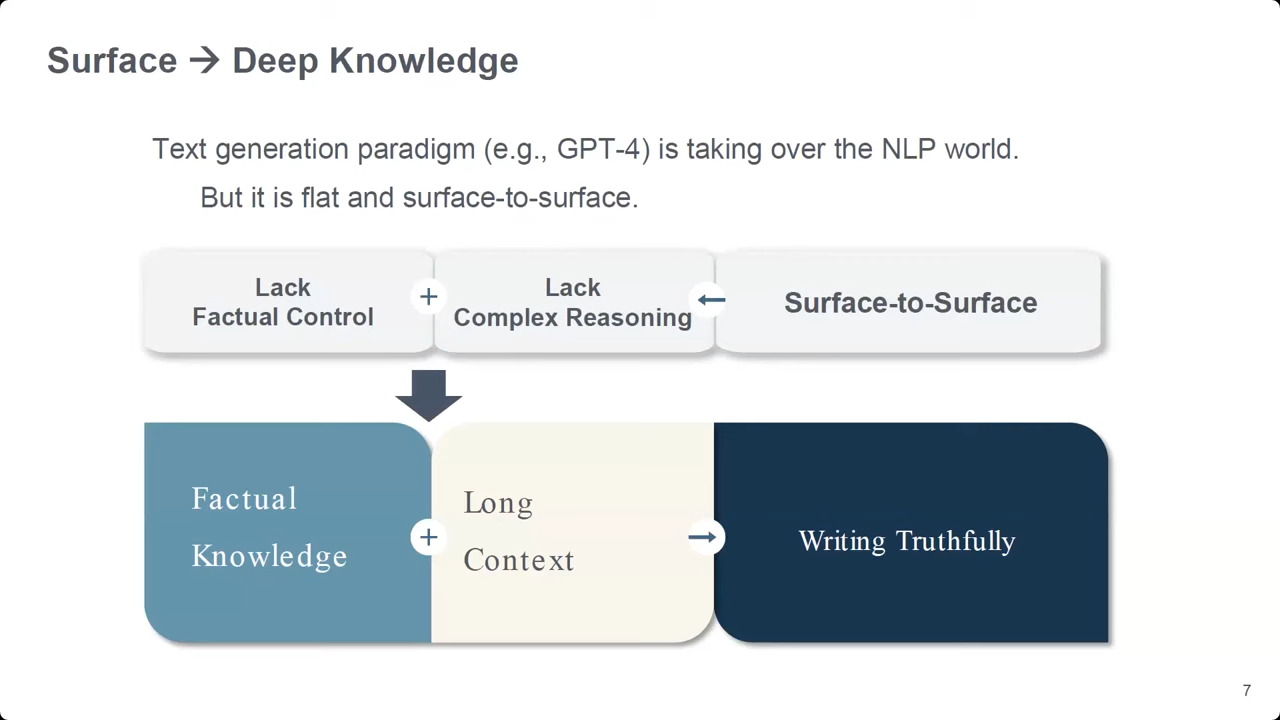 Surface → Deep Knowledge
Text generation paradigm (e.g., GPT-4) is taking over the NLP world.
But it is flat and surface-to-surface.
Lack
Factual Control
+
Lack
Complex Reasoning
←
Surface-to-Surface
Factual
Knowledge
+
Long
Context
→
Writing Truthfully
7